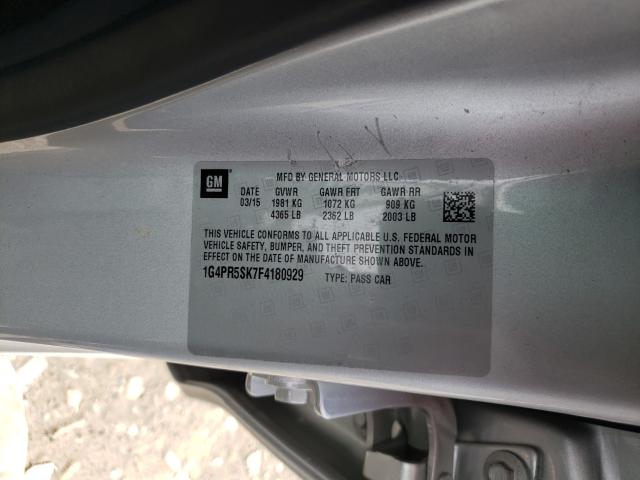 GM
MFD BY GENERAL MOTORS LLC
DATE GVWR GAWR FRT GAWR RR
03/15 1981 KG 1072 KG 909 KG
4365 LB 2362 LB 2003 LB
THIS VEHICLE CONFORMS TO ALL APPLICABLE U.S. FEDERAL MOTOR
VEHICLE SAFETY, BUMPER, AND THEFT PREVENTION STANDARDS IN
EFFECT ON THE DATE OF MANUFACTURE SHOWN ABOVE.
1G4PR5SK7F4180929 TYPE: PASS CAR